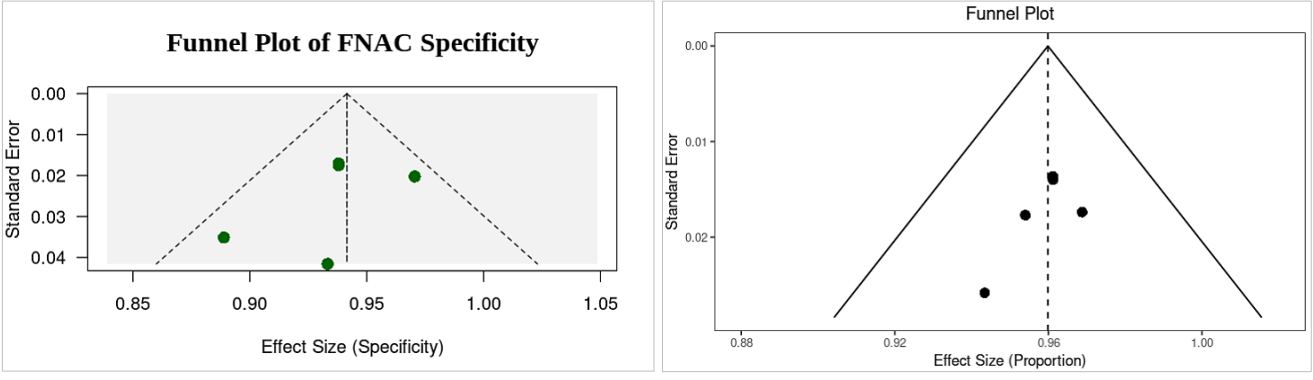 Funnel Plot of FNAC Specificity
Standard Error
0.00
0.01
0.02
0.03
0.04
0.85 0.90 0.95 1.00 1.05
Effect Size (Specificity)
Funnel Plot
Standard Error
0.00
0.01
0.02
0.88 0.92 0.96 1.00
Effect Size (Proportion)